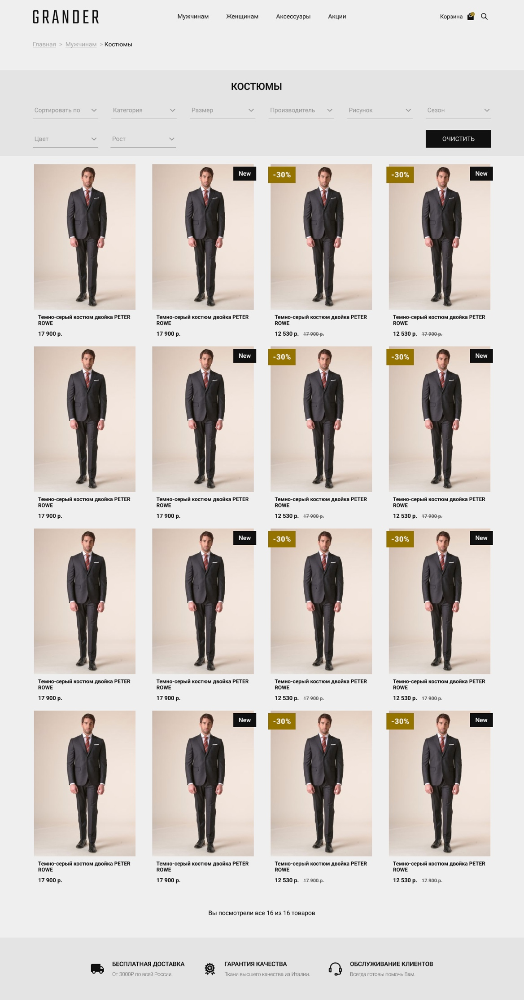 GRANDER
Мужчинам Женщинам Аксессуары Акции
Корзина
Главная > Мужчинам > Костюмы
КОСТЮМЫ
Сортировать по Категория Размер Производитель Рисунок Сезон
Цвет Рост ОЧИСТИТЬ
New -30% -30% New
Темно-серый костюм двойка PETER ROWE
17 900 р.
Темно-серый костюм двойка PETER ROWE
17 900 р.
Темно-серый костюм двойка PETER ROWE
12 530 р. 17 900 р.
Темно-серый костюм двойка PETER ROWE
12 530 р. 17 900 р.
New -30% -30% New
Темно-серый костюм двойка PETER ROWE
17 900 р.
Темно-серый костюм двойка PETER ROWE
17 900 р.
Темно-серый костюм двойка PETER ROWE
12 530 р. 17 900 р.
Темно-серый костюм двойка PETER ROWE
12 530 р. 17 900 р.
New -30% -30% New
Темно-серый костюм двойка PETER ROWE
17 900 р.
Темно-серый костюм двойка PETER ROWE
17 900 р.
Темно-серый костюм двойка PETER ROWE
12 530 р. 17 900 р.
Темно-серый костюм двойка PETER ROWE
12 530 р. 17 900 р.
New -30% -30% New
Темно-серый костюм двойка PETER ROWE
17 900 р.
Темно-серый костюм двойка PETER ROWE
17 900 р.
Темно-серый костюм двойка PETER ROWE
12 530 р. 17 900 р.
Темно-серый костюм двойка PETER ROWE
12 530 р. 17 900 р.
Вы посмотрели все 16 из 16 товаров
БЕСПЛАТНАЯ ДОСТАВКА
От 3000₽ по всей России.
ГАРАНТИЯ КАЧЕСТВА
Ткани высшего качества из Италии.
ОБСЛУЖИВАНИЕ КЛИЕНТОВ
Всегда готовы помочь Вам.